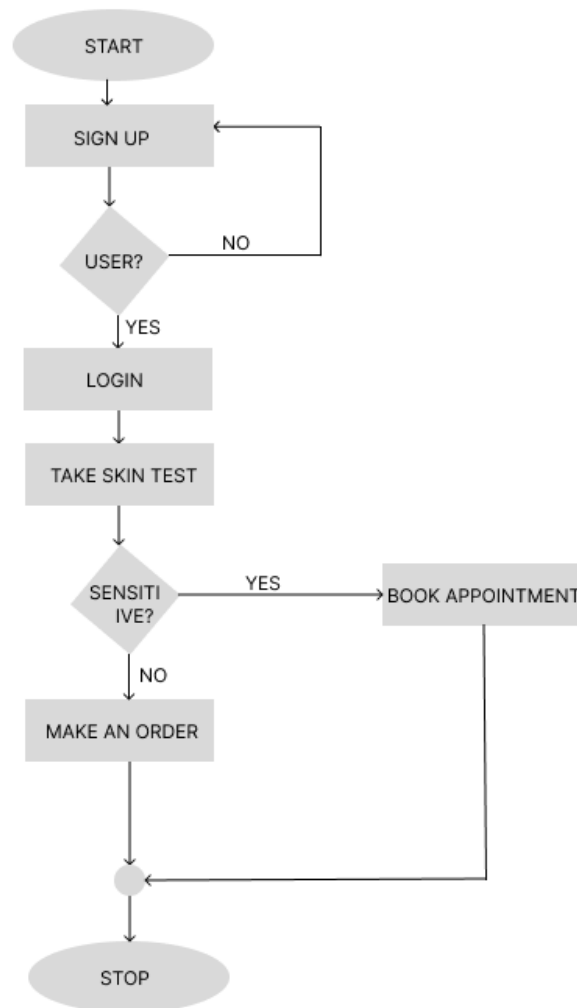 START
SIGN UP
NO
USER?
YES
LOGIN
TAKE SKIN TEST
YES
SENSITI
IVE?
BOOK APPOINTMENT
NO
MAKE AN ORDER
STOP